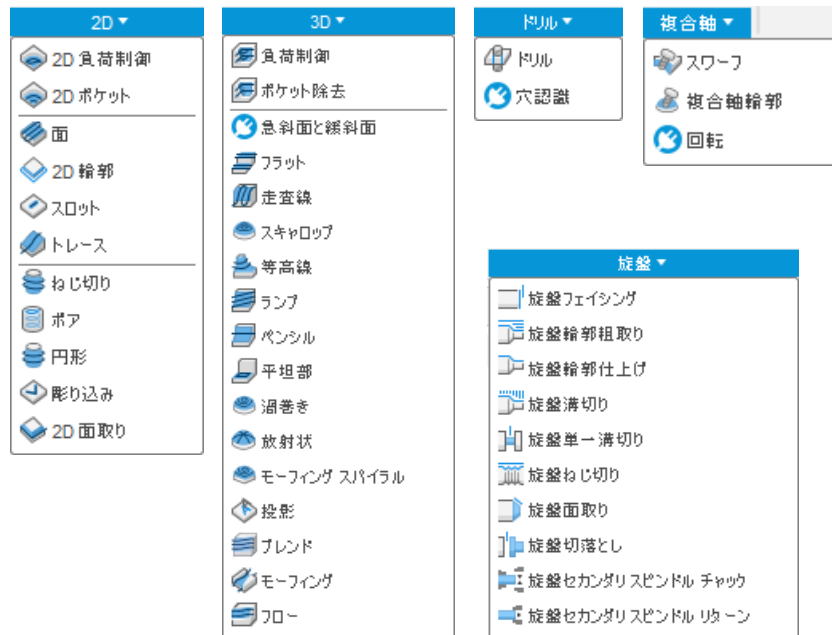 2D
2D 負荷制御
2D ポケット
面
2D 輪郭
スロット
トレース
ねじ切り
ボア
円形
彫り込み
2D 面取り
3D
負荷制御
ポケット除去
急斜面と緩斜面
フラット
走査線
スキャロップ
等高線
ランプ
ペンシル
平坦部
渦巻き
放射状
モーフィング スパイラル
投影
ブレンド
モーフィング
フロー
ドリル
ドリル
穴認識
複合軸
スワーフ
複合軸輪郭
回転
旋盤
旋盤フェイシング
旋盤輪郭粗取り
旋盤輪郭仕上げ
旋盤溝切り
旋盤単一溝切り
旋盤ねじ切り
旋盤面取り
旋盤切落とし
旋盤セカンダリ スピンドル チャック
旋盤セカンダリ スピンドル リターン